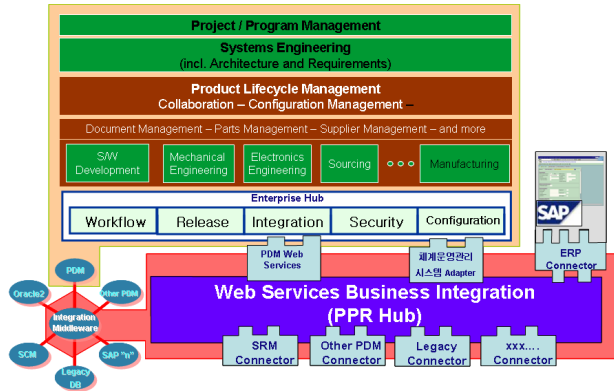 Project / Program Management
Systems Engineering
(incl. Architecture and Requirements)
Product Lifecycle Management
Collaboration – Configuration Management –
Document Management – Parts Management – Supplier Management – and more
S/W
Development
Mechanical
Engineering
Electronics
Engineering
Sourcing
Manufacturing
Enterprise Hub
Workflow
Release
Integration
Security
Configuration
SAP
PDM Web
Services
체계운영관리
시스템 Adapter
ERP
Connector
PDM
Oracle2
Other PDM
Integration
Middleware
SCM
SAP "n"
Legacy
DB
Web Services Business Integration
(PPR Hub)
SRM
Connector
Other PDM
Connector
Legacy
Connector
xxx....
Connector